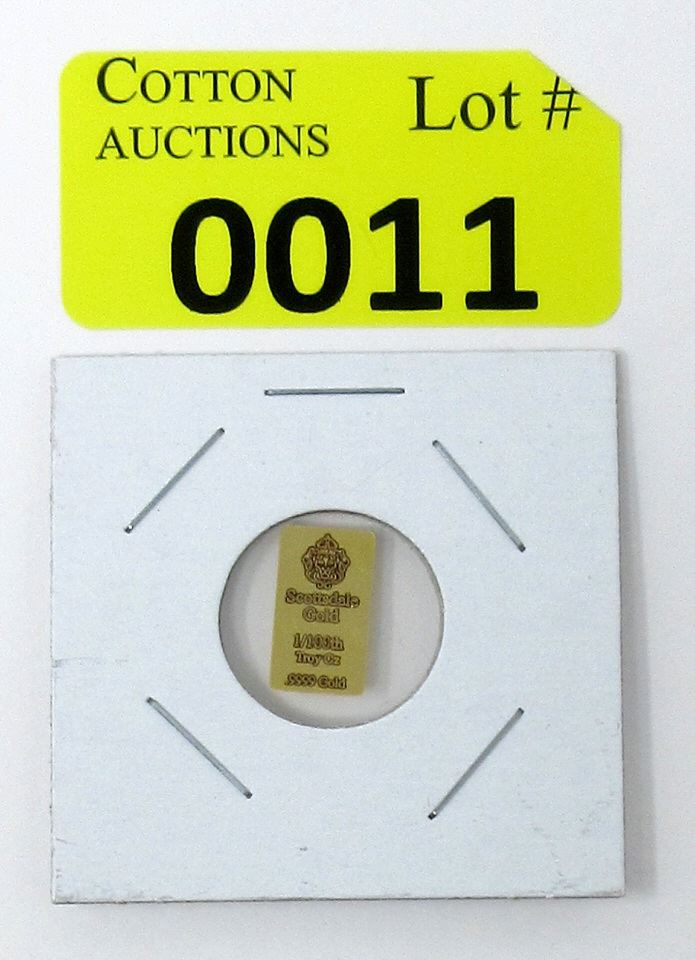 COTTON
AUCTIONS
Lot #
0011
Scottsdale
Gold
1/100th
Troy Oz
.9999 Gold